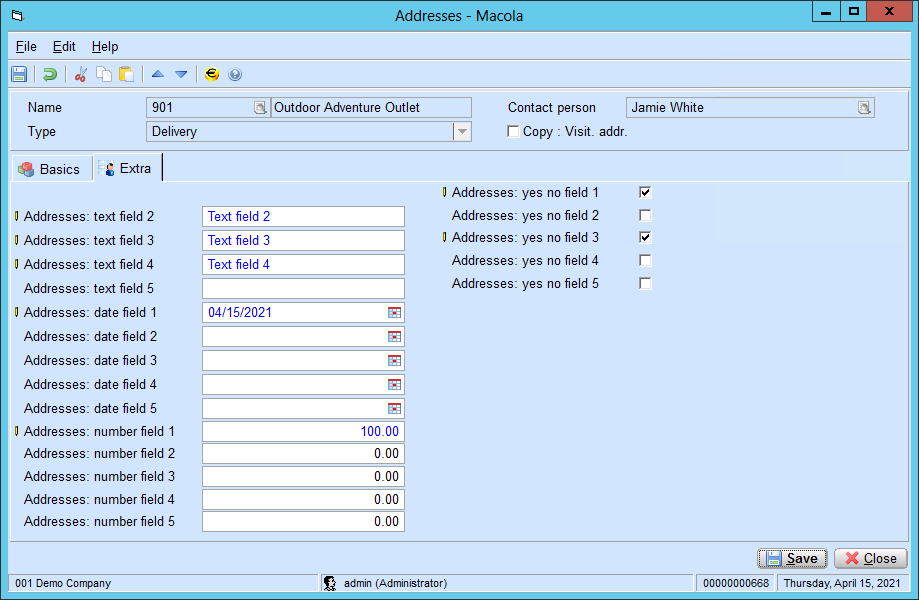 Addresses - Macola
File Edit Help
Name 901 Outdoor Adventure Outlet Contact person Jamie White
Type Delivery Copy : Visit. addr.
Basics Extra
Addresses: yes no field 1
Addresses: text field 2 Text field 2 Addresses: yes no field 2
Addresses: text field 3 Text field 3 Addresses: yes no field 3
Addresses: text field 4 Text field 4 Addresses: yes no field 4
Addresses: text field 5 Addresses: yes no field 5
Addresses: date field 1 04/15/2021
Addresses: date field 2
Addresses: date field 3
Addresses: date field 4
Addresses: date field 5
Addresses: number field 1 100.00
Addresses: number field 2 0.00
Addresses: number field 3 0.00
Addresses: number field 4 0.00
Addresses: number field 5 0.00
Save Close
001 Demo Company admin (Administrator) 00000000668 Thursday, April 15, 2021